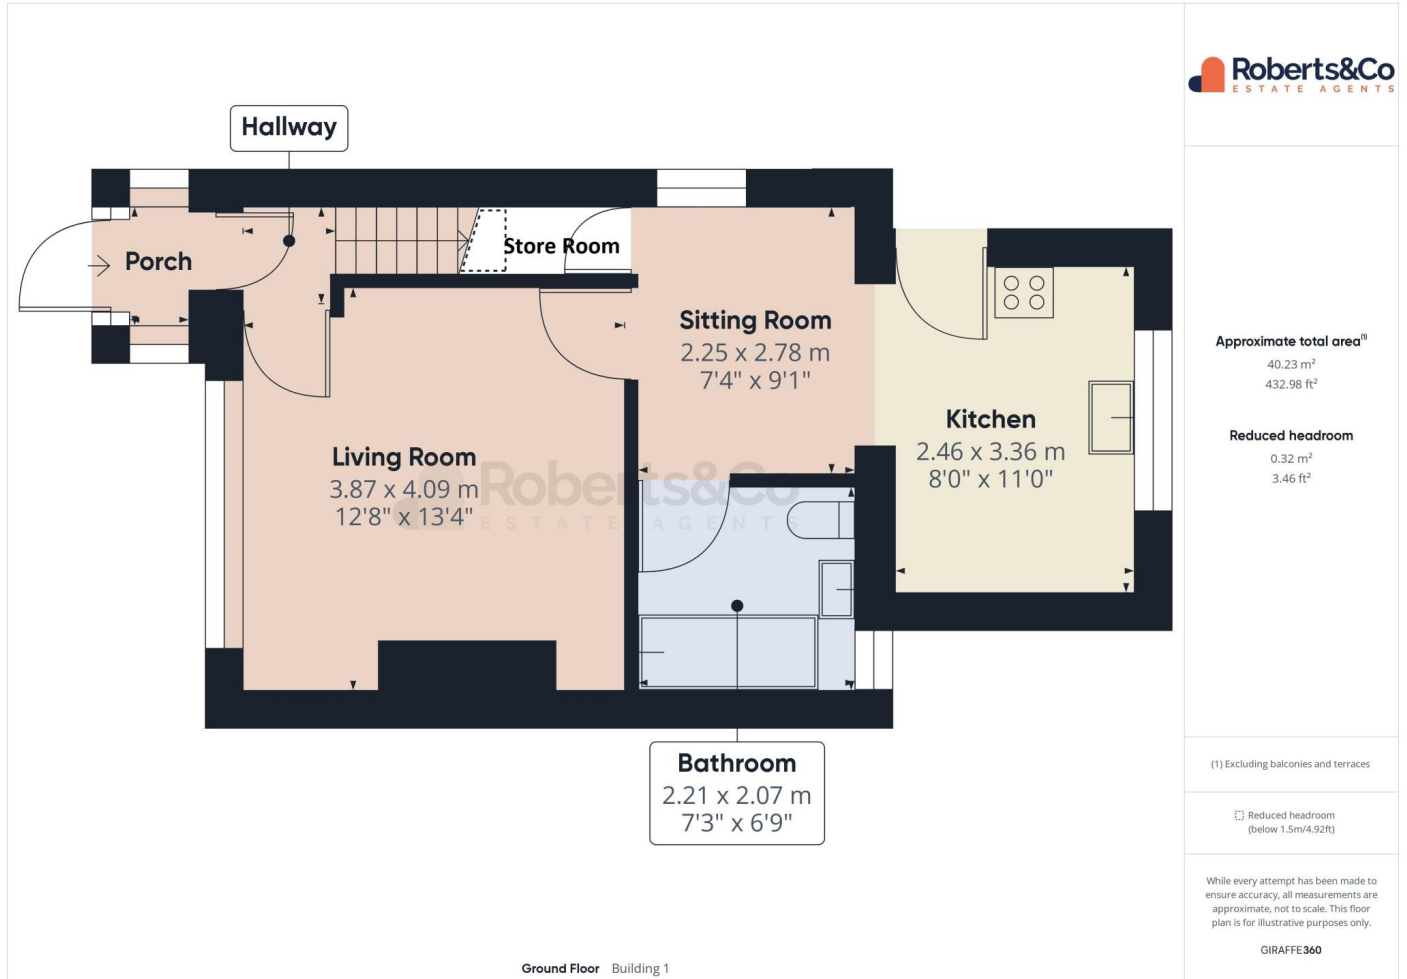 Roberts&Co
ESTATE AGENTS
Hallway
Porch
Store Room
Sitting Room
2.25 x 2.78 m
7'4" x 9'1"
Kitchen
2.46 x 3.36 m
8'0" x 11'0"
Living Room
3.87 x 4.09 m
12'8" x 13'4"
Roberts&Co
ESTATE AGENTS
Bathroom
2.21 x 2.07 m
7'3" x 6'9"
Approximate total area(1)
40.23 m²
432.98 ft²
Reduced headroom
0.32 m²
3.46 ft²
(1) Excluding balconies and terraces
Reduced headroom
(below 1.5m/4.92ft)
While every attempt has been made to
ensure accuracy, all measurements are
approximate, not to scale. This floor
plan is for illustrative purposes only.
GIRAFFE360
Ground Floor Building 1